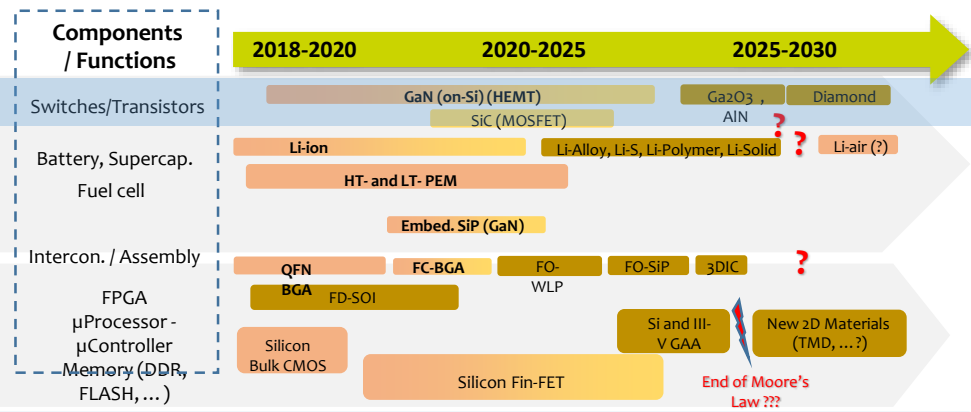 Components
/ Functions
2018-2020
2020-2025
2025-2030
Switches/Transistors
GaN (on-Si) (HEMT)
SiC (MOSFET)
Ga2O3 ,
AlN
Diamond
?
Battery, Supercap.
Fuel cell
Li-ion
Li-Alloy, Li-S, Li-Polymer, Li-Solid
?
Li-air (?)
HT- and LT- PEM
Embed. SiP (GaN)
Intercon. / Assembly
QFN
BGA
FC-BGA
FO-
WLP
FO-SiP
3DIC
?
FPGA
µProcessor -
µController
Memory (DDR,
FLASH, ... )
FD-SOI
Silicon
Bulk CMOS
Silicon Fin-FET
Si and III-
V GAA
New 2D Materials
(TMD, ...?)
End of Moore's
Law ???